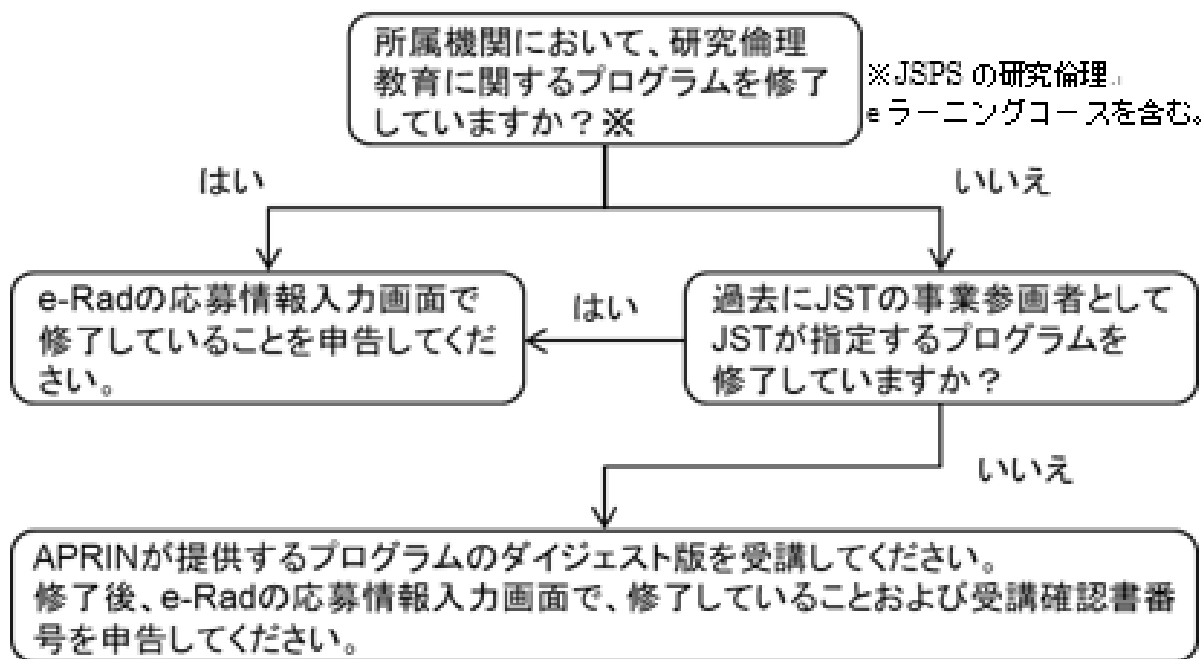 所属機関において、研究倫理
教育に関するプログラムを修了
していますか？※
※JSPS の研究倫理
e ラーニングコースを含む。
はい
いいえ
e-Radの応募情報入力画面で
修了していることを申告してくだ
さい。
はい
過去にJSTの事業参画者として
JSTが指定するプログラムを
修了していますか？
いいえ
APRINが提供するプログラムのダイジェスト版を受講してください。
修了後、e-Radの応募情報入力画面で、修了していることおよび受講確認書番
号を申告してください。